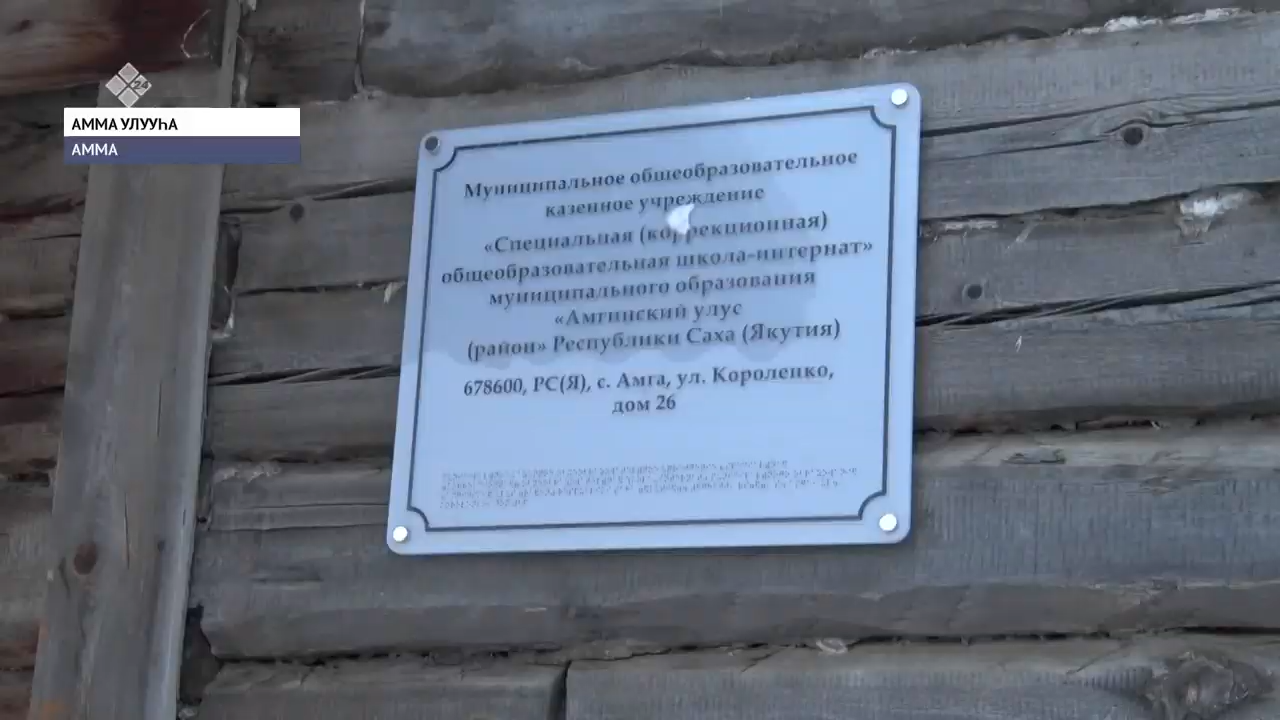 24
АММА УЛУУҺА
АММА
Муниципальное общеобразовательное
казенное учреждение
«Специальная (коррекционная)
общеобразовательная школа-интернат»
муниципального образования
«Амгинский улус
(район» Республики Саха (Якутия)
678600, РС(Я), с. Амга, ул. Короленко,
дом 26